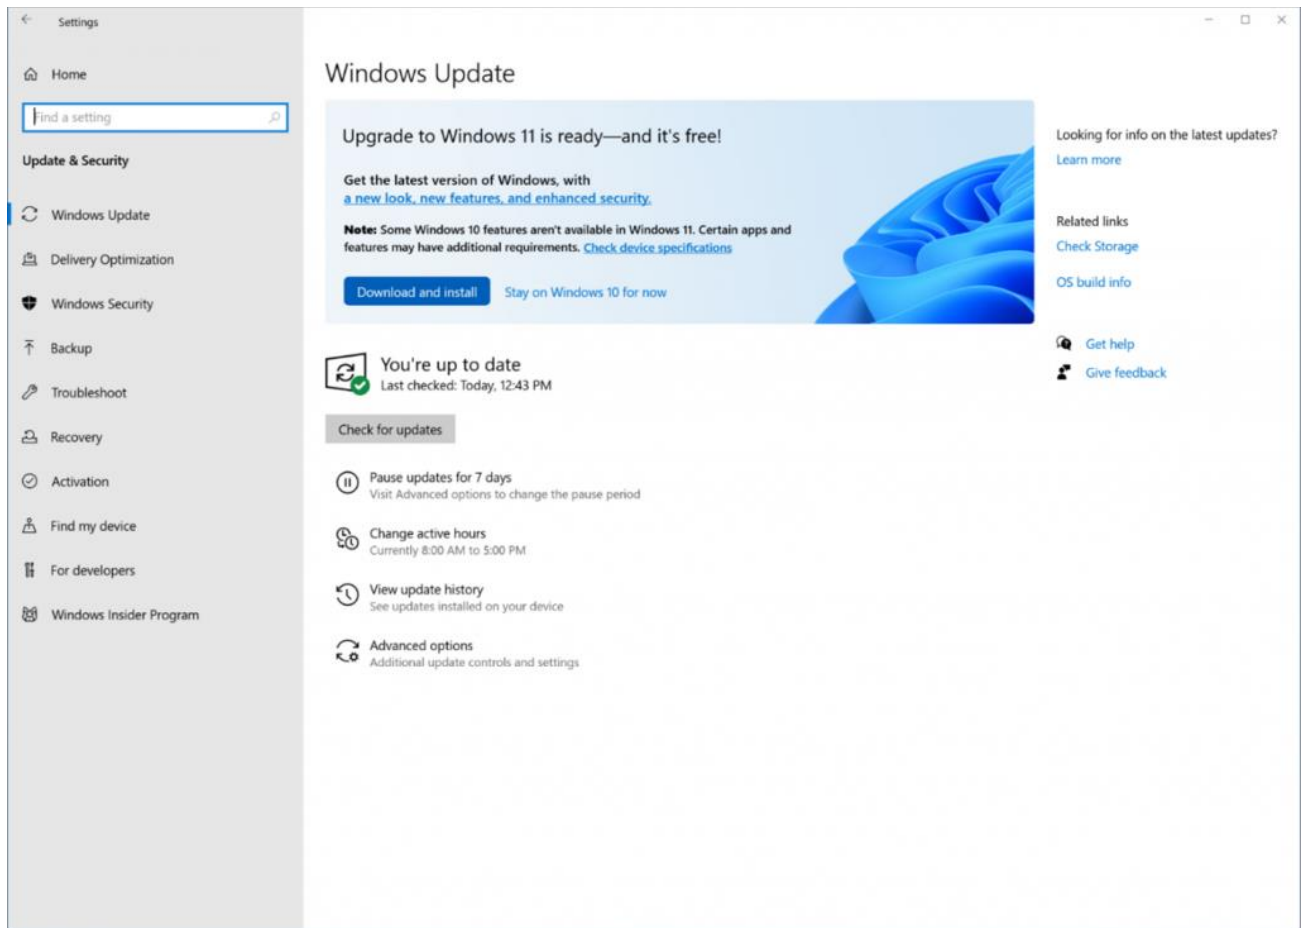 Settings
Home
Find a setting
Update & Security
Windows Update
Delivery Optimization
Windows Security
Backup
Troubleshoot
Recovery
Activation
Find my device
For developers
Windows Insider Program
Windows Update
Upgrade to Windows 11 is ready—and it's free!
Get the latest version of Windows, with
a new look, new features, and enhanced security.
Note: Some Windows 10 features aren't available in Windows 11. Certain apps and
features may have additional requirements. Check device specifications
Download and install
Stay on Windows 10 for now
You're up to date
Last checked: Today, 12:43 PM
Check for updates
Pause updates for 7 days
Visit Advanced options to change the pause period
Change active hours
Currently 8:00 AM to 5:00 PM
View update history
See updates installed on your device
Advanced options
Additional update controls and settings
Looking for info on the latest updates?
Learn more
Related links
Check Storage
OS build info
Get help
Give feedback